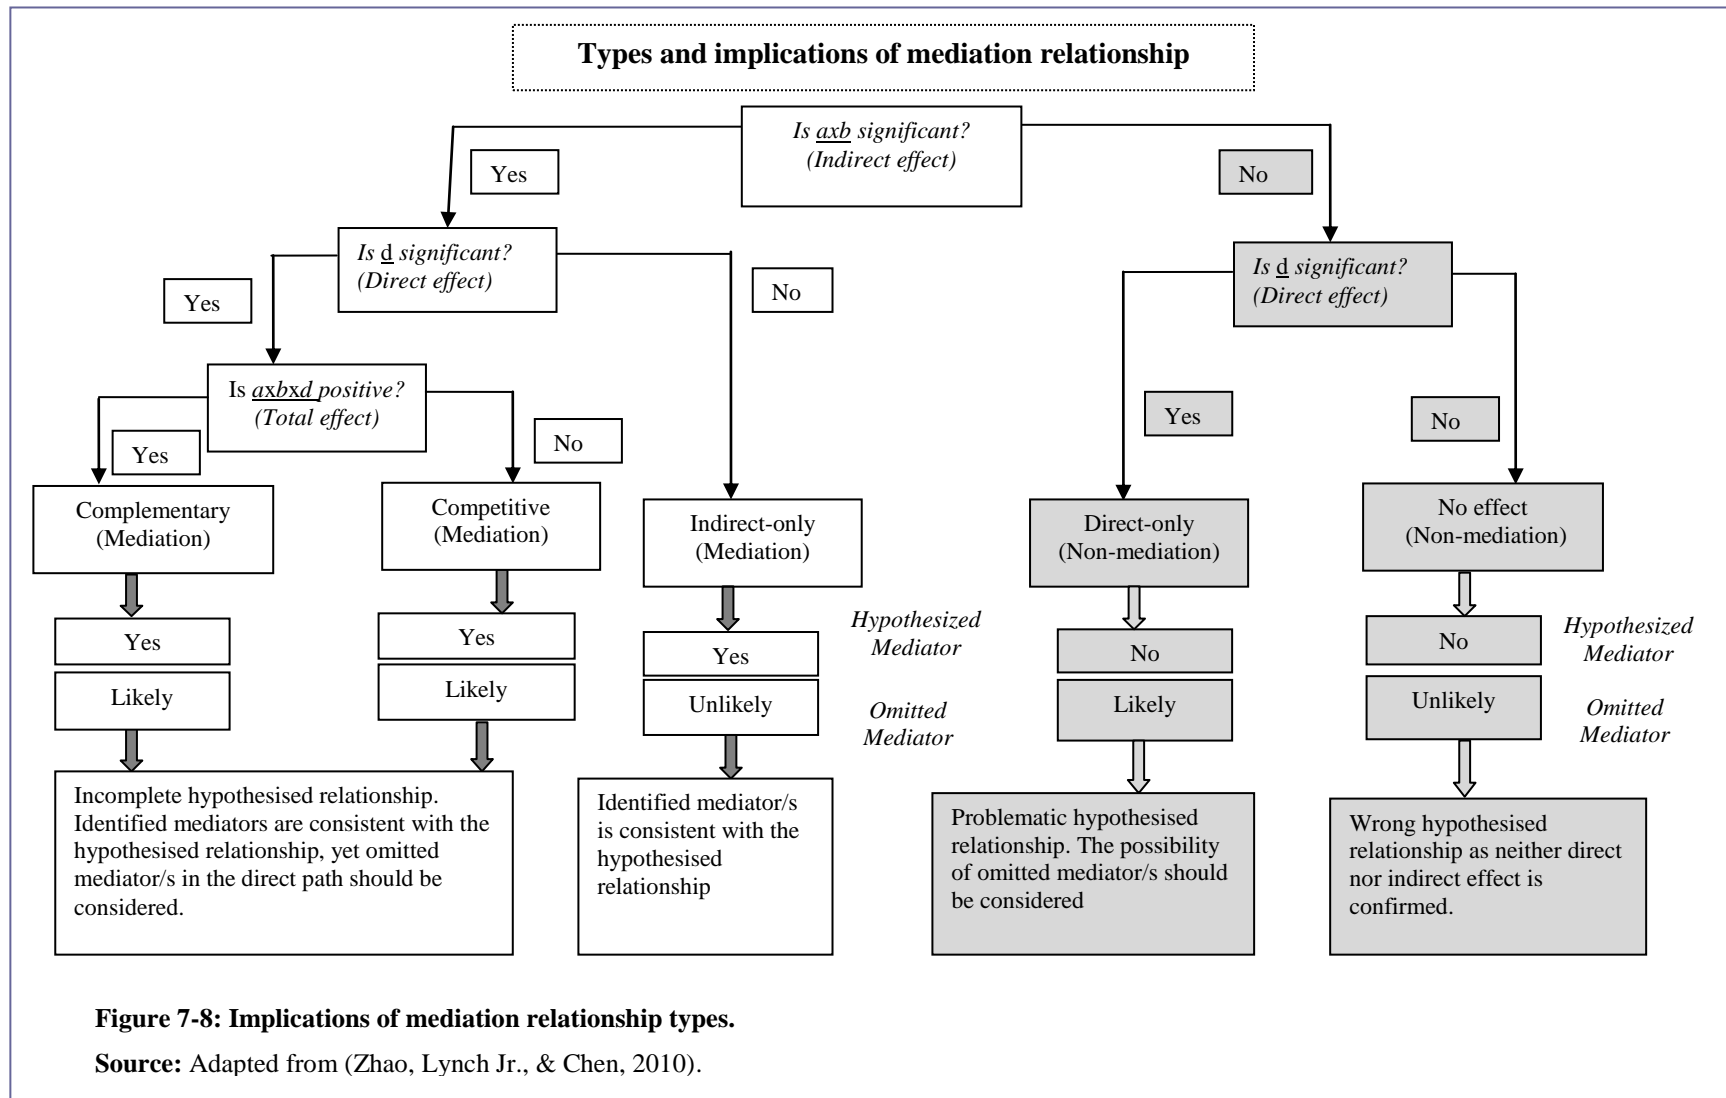 Types and implications of mediation relationship
Is axb significant?
(Indirect effect)
Yes
No
Is d significant?
(Direct effect)
Is d significant?
(Direct effect)
Yes
No
Is axbxd positive?
(Total effect)
Yes
No
Yes
No
Complementary
(Mediation)
Competitive
(Mediation)
Indirect-only
(Mediation)
Direct-only
(Non-mediation)
No effect
(Non-mediation)
Yes
Yes
Yes
Hypothesized
Mediator
No
No
Hypothesized
Mediator
Likely
Likely
Unlikely
Omitted
Mediator
Likely
Unlikely
Omitted
Mediator
Incomplete hypothesised relationship.
Identified mediators are consistent with the
hypothesised relationship, yet omitted
mediator/s in the direct path should be
considered.
Identified mediator/s
is consistent with the
hypothesised
relationship
Problematic hypothesised
relationship. The possibility
of omitted mediator/s should
be considered
Wrong hypothesised
relationship as neither direct
nor indirect effect is
confirmed.
Figure 7-8: Implications of mediation relationship types.
Source: Adapted from (Zhao, Lynch Jr., & Chen, 2010).